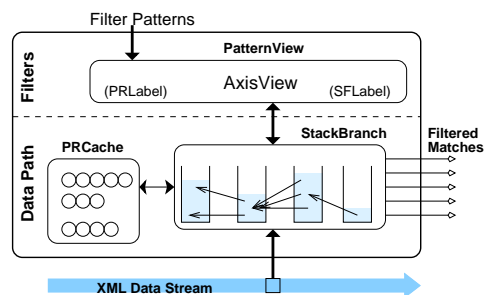 Filter Patterns
PatternView
Filters
AxisView
(PRLabel)
(SFLabel)
StackBranch
Filtered
Matches
Data Path
PRCache
XML Data Stream